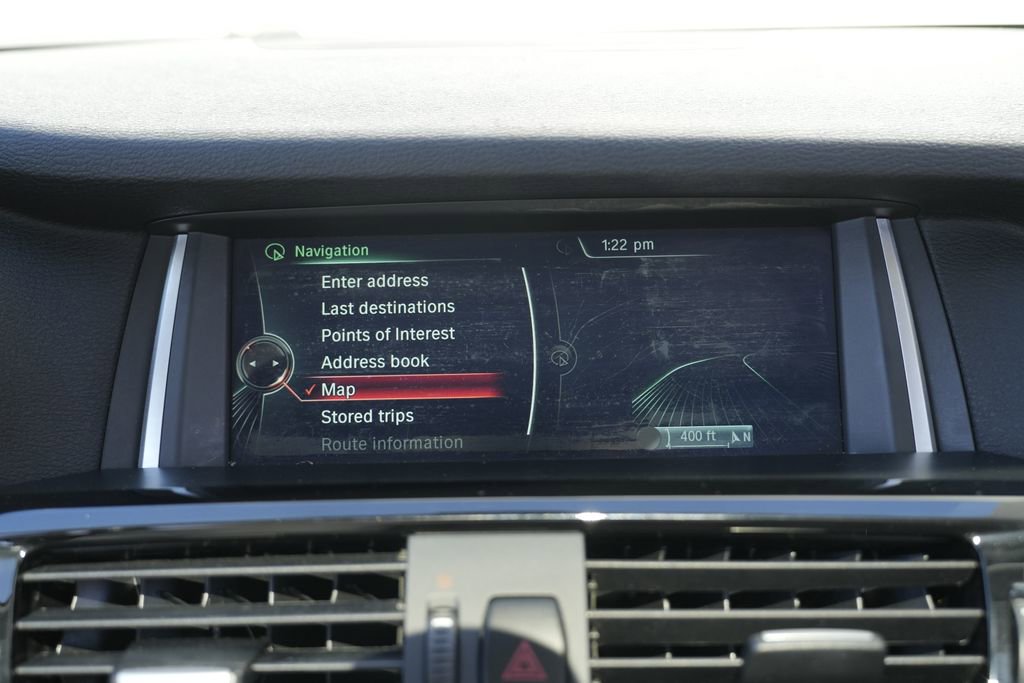 Navigation
1:22 pm
Enter address
Last destinations
Points of Interest
Address book
Map
Stored trips
Route information
400 ft
N